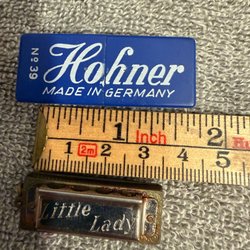 No 39
Hohner
MADE IN GERMANY
1 Inch 2
2m
1 2 3 4 5
Little Lady